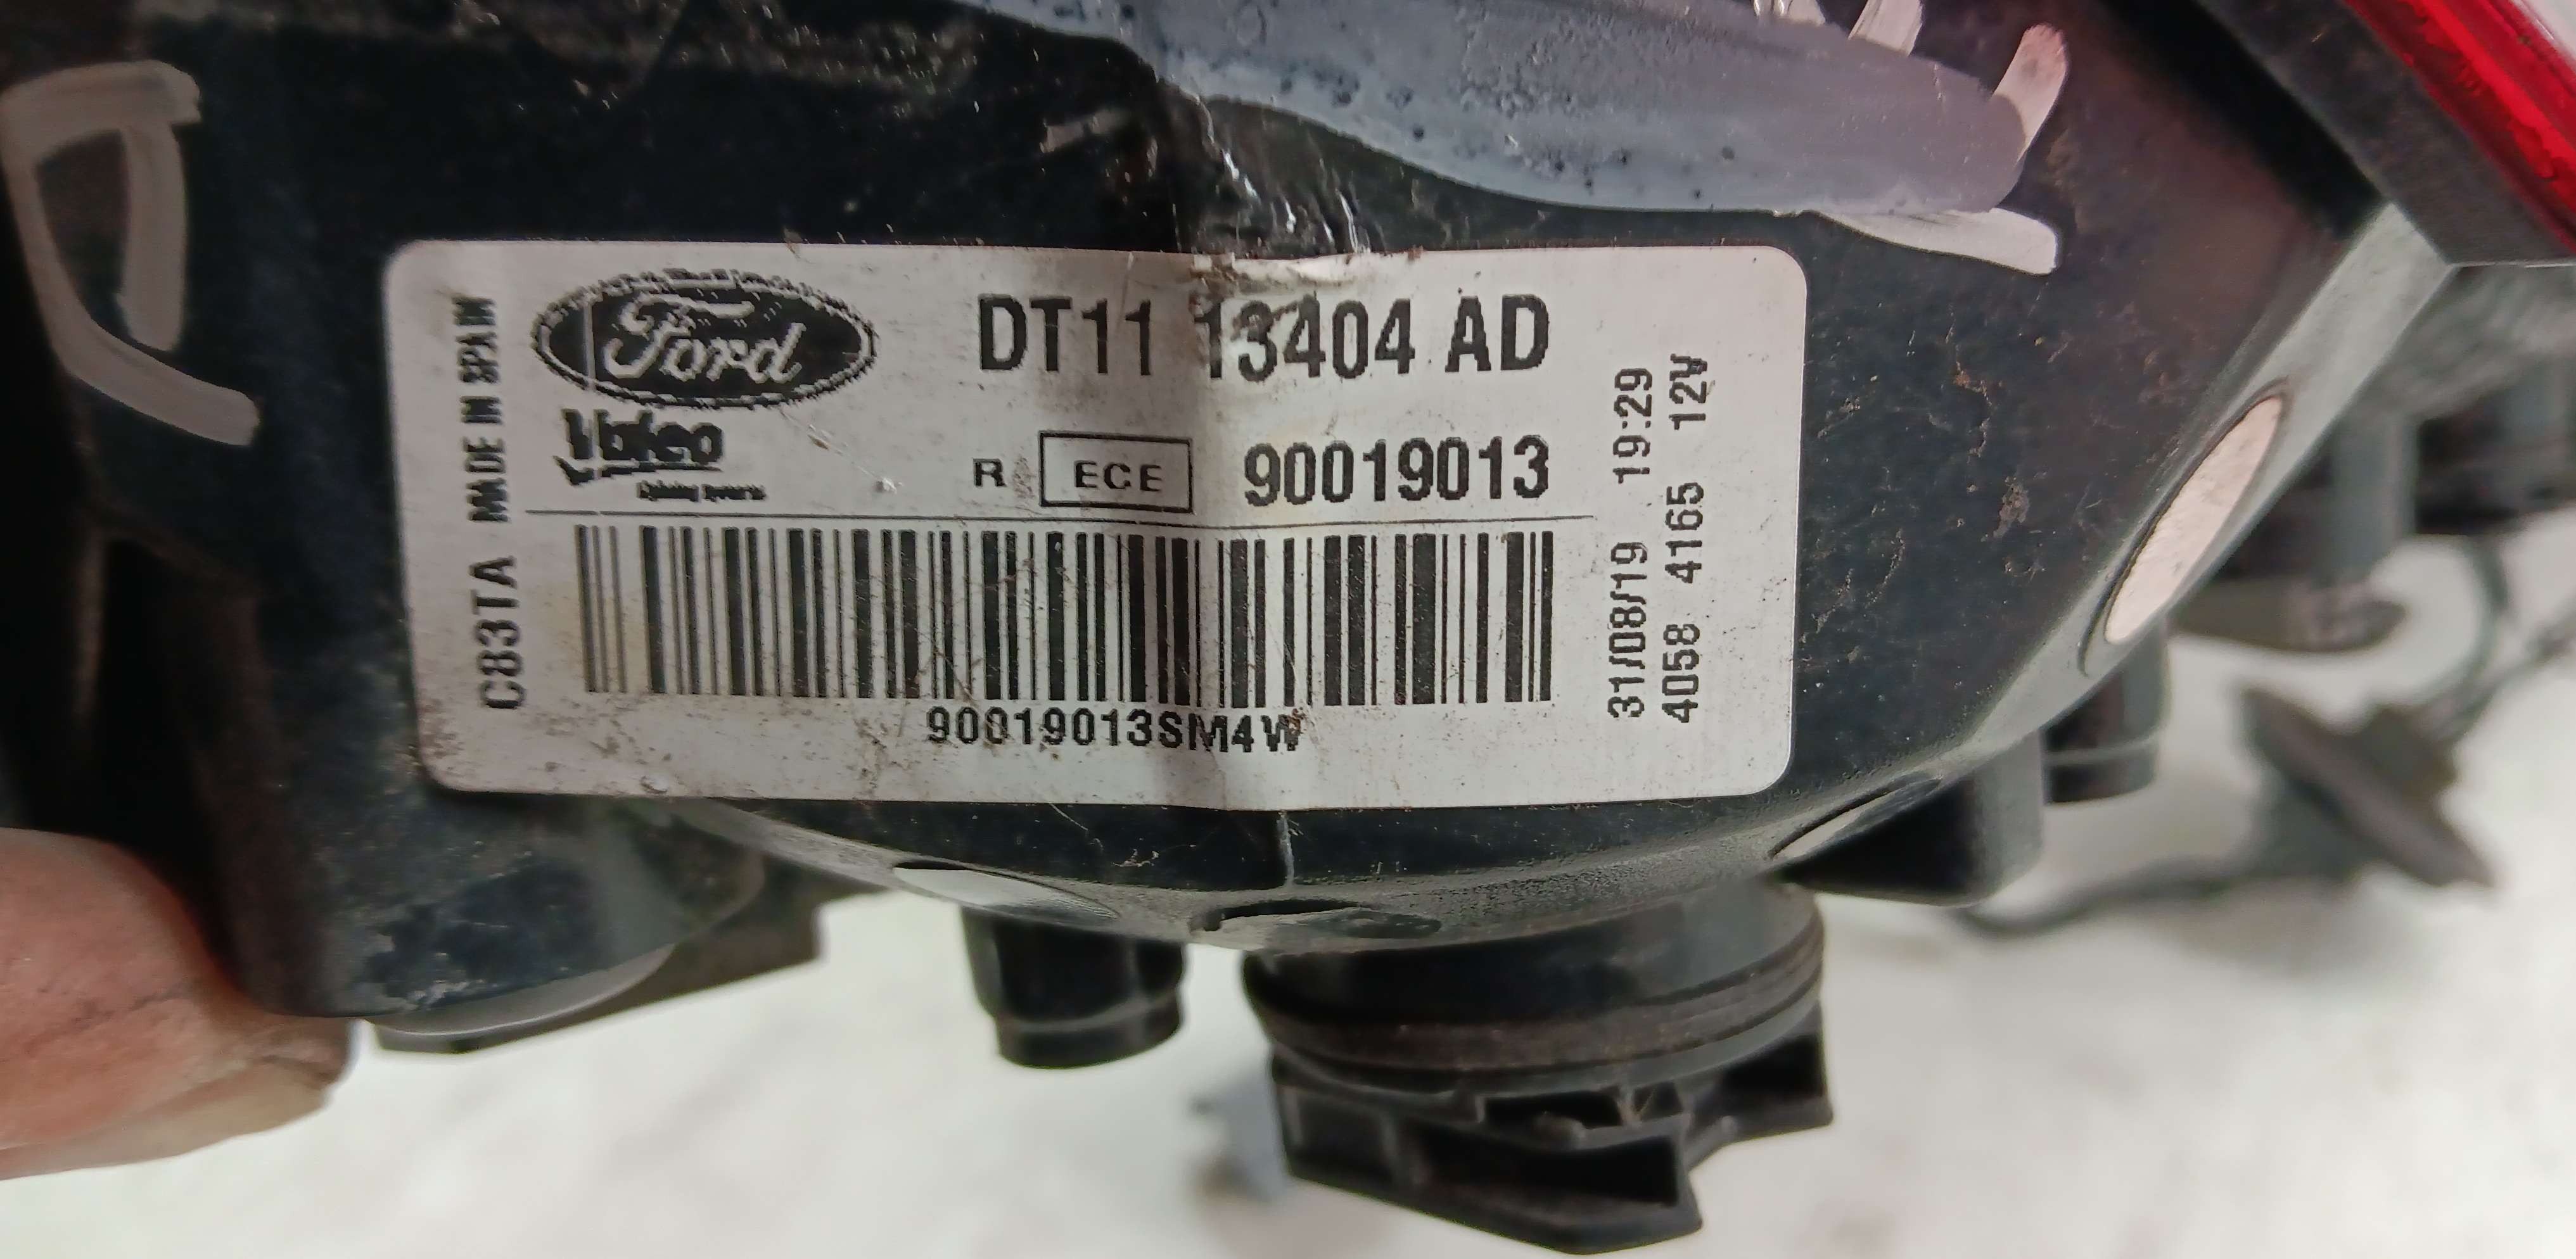 Ford
DT11 13404 AD
Valeo
R ECE 90019013
90019013SM4W
C83TA MADE IN SPAIN
31/08/19 19:29
4058 4165 12V